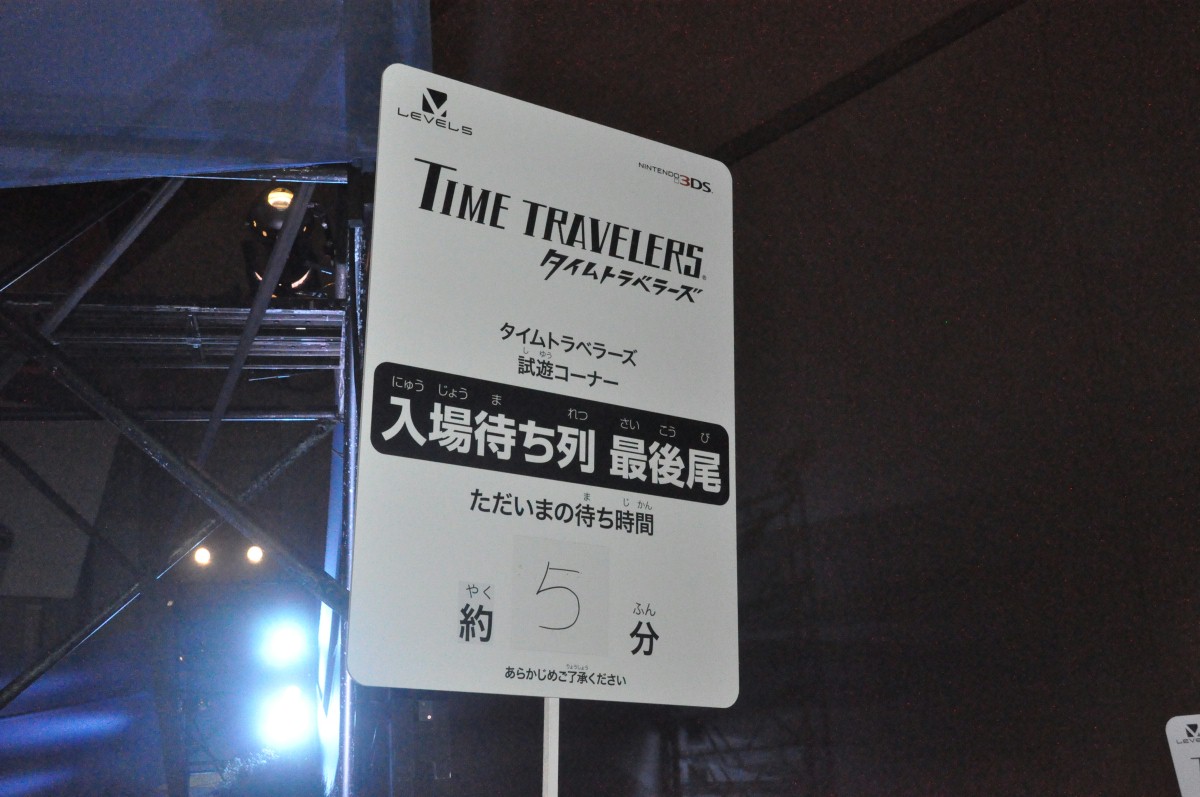 LEVEL5
NINTENDO3DS
TIME TRAVELERS
タイムトラベラーズ
タイムトラベラーズ
し ゆう
試遊コーナー
にゅう じょう ま れつ さい こう び
入場待ち列 最後尾
ま じ かん
ただいまの待ち時間
やく ふん
約 5 分
りょうしょう
あらかじめご了承ください